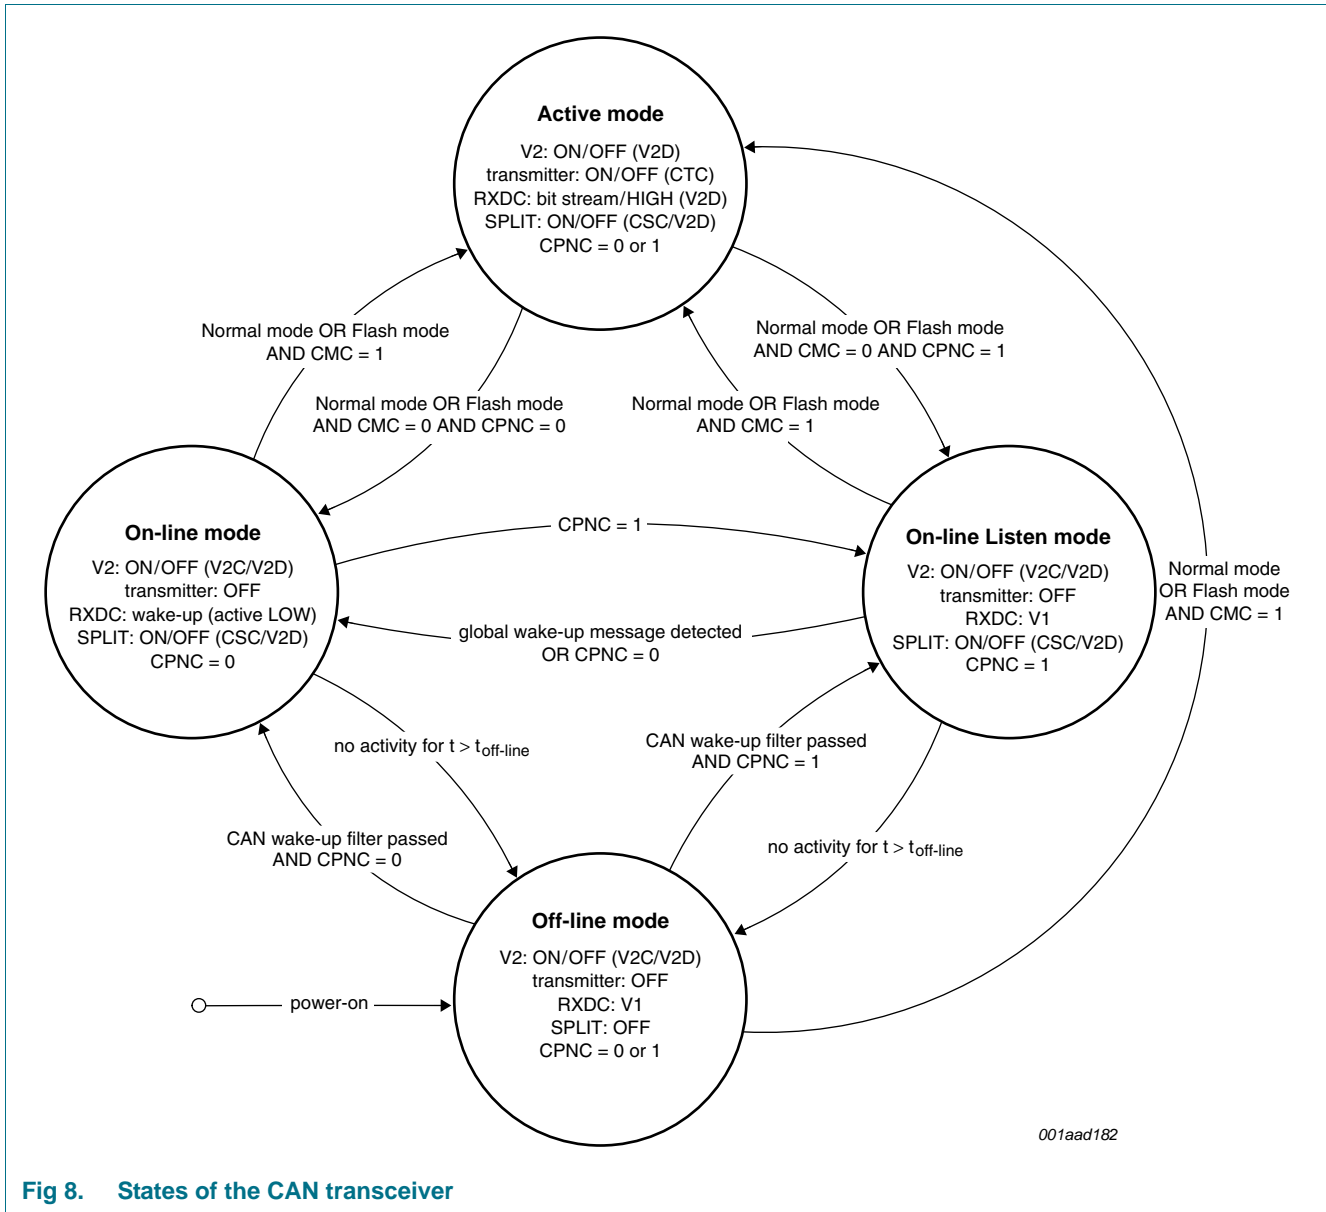 Active mode
V2: ON/OFF (V2D)
transmitter: ON/OFF (CTC)
RXDC: bit stream/HIGH (V2D)
SPLIT: ON/OFF (CSC/V2D)
CPNC = 0 or 1
Normal mode OR Flash mode
AND CMC = 1
Normal mode OR Flash mode
AND CMC = 0 AND CPNC = 1
Normal mode OR Flash mode
AND CMC = 0 AND CPNC = 0
Normal mode OR Flash mode
AND CMC = 1
On-line mode
V2: ON/OFF (V2C/V2D)
transmitter: OFF
RXDC: wake-up (active LOW)
SPLIT: ON/OFF (CSC/V2D)
CPNC = 0
CPNC = 1
global wake-up message detected
OR CPNC = 0
On-line Listen mode
V2: ON/OFF (V2C/V2D)
transmitter: OFF
RXDC: V1
SPLIT: ON/OFF (CSC/V2D)
CPNC = 1
Normal mode
OR Flash mode
AND CMC = 1
no activity for t > toff-line
CAN wake-up filter passed
AND CPNC = 1
CAN wake-up filter passed
AND CPNC = 0
no activity for t > toff-line
Off-line mode
V2: ON/OFF (V2C/V2D)
transmitter: OFF
RXDC: V1
SPLIT: OFF
CPNC = 0 or 1
power-on
001aad182
Fig 8. States of the CAN transceiver